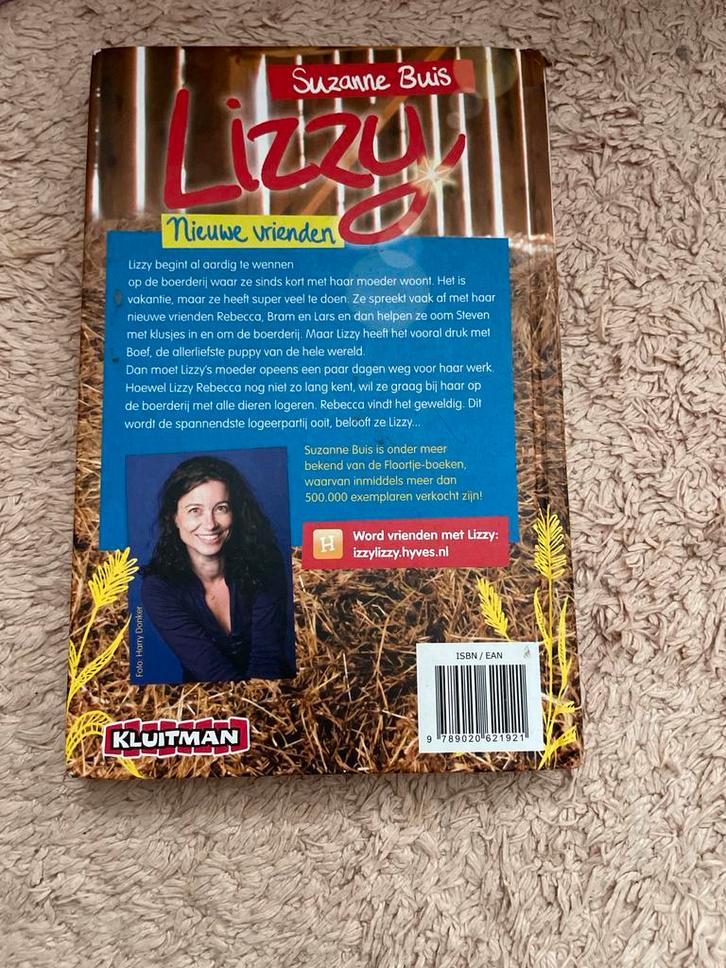 Suzanne Buis
Lizzy
Nieuwe vrienden
Lizzy begint al aardig te wennen
op de boerderij waar ze sinds kort met haar moeder woont. Het is
vakantie, maar ze heeft super veel te doen. Ze spreekt vaak af met haar
nieuwe vrienden Rebecca, Bram en Lars en dan helpen ze oom Steven
met klusjes in en om de boerderij. Maar Lizzy heeft het vooral druk met
Boef, de allerliefste puppy van de hele wereld.
Dan moet Lizzy's moeder opeens een paar dagen weg voor haar werk.
Hoewel Lizzy Rebecca nog niet zo lang kent, wil ze graag bij haar op
de boerderij met alle dieren logeren. Rebecca vindt het geweldig. Dit
wordt de spannendste logeerpartij ooit, belooft ze Lizzy...
Suzanne Buis is onder meer
bekend van de Floortje-boeken,
waarvan inmiddels meer dan
500.000 exemplaren verkocht zijn!
H
Word vrienden met Lizzy:
izzylizzy.hyves.nl
Foto: Harry Donker
ISBN / EAN
9 789020 621921
KLUITMAN